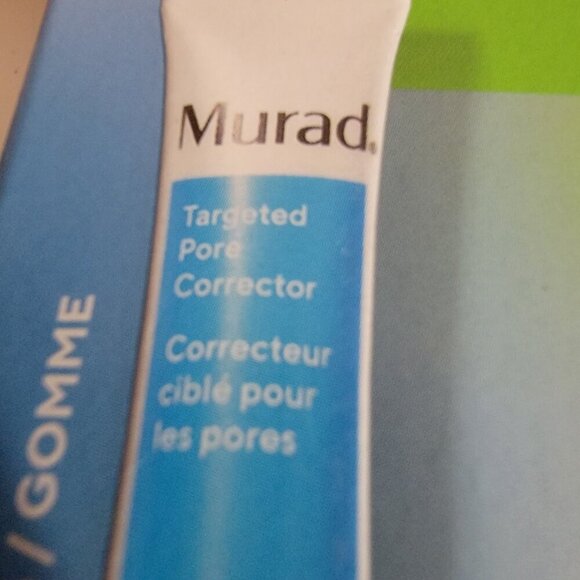 Murad.
Targeted
Pore
Corrector
Correcteur
ciblé pour
les pores
/ GOMME